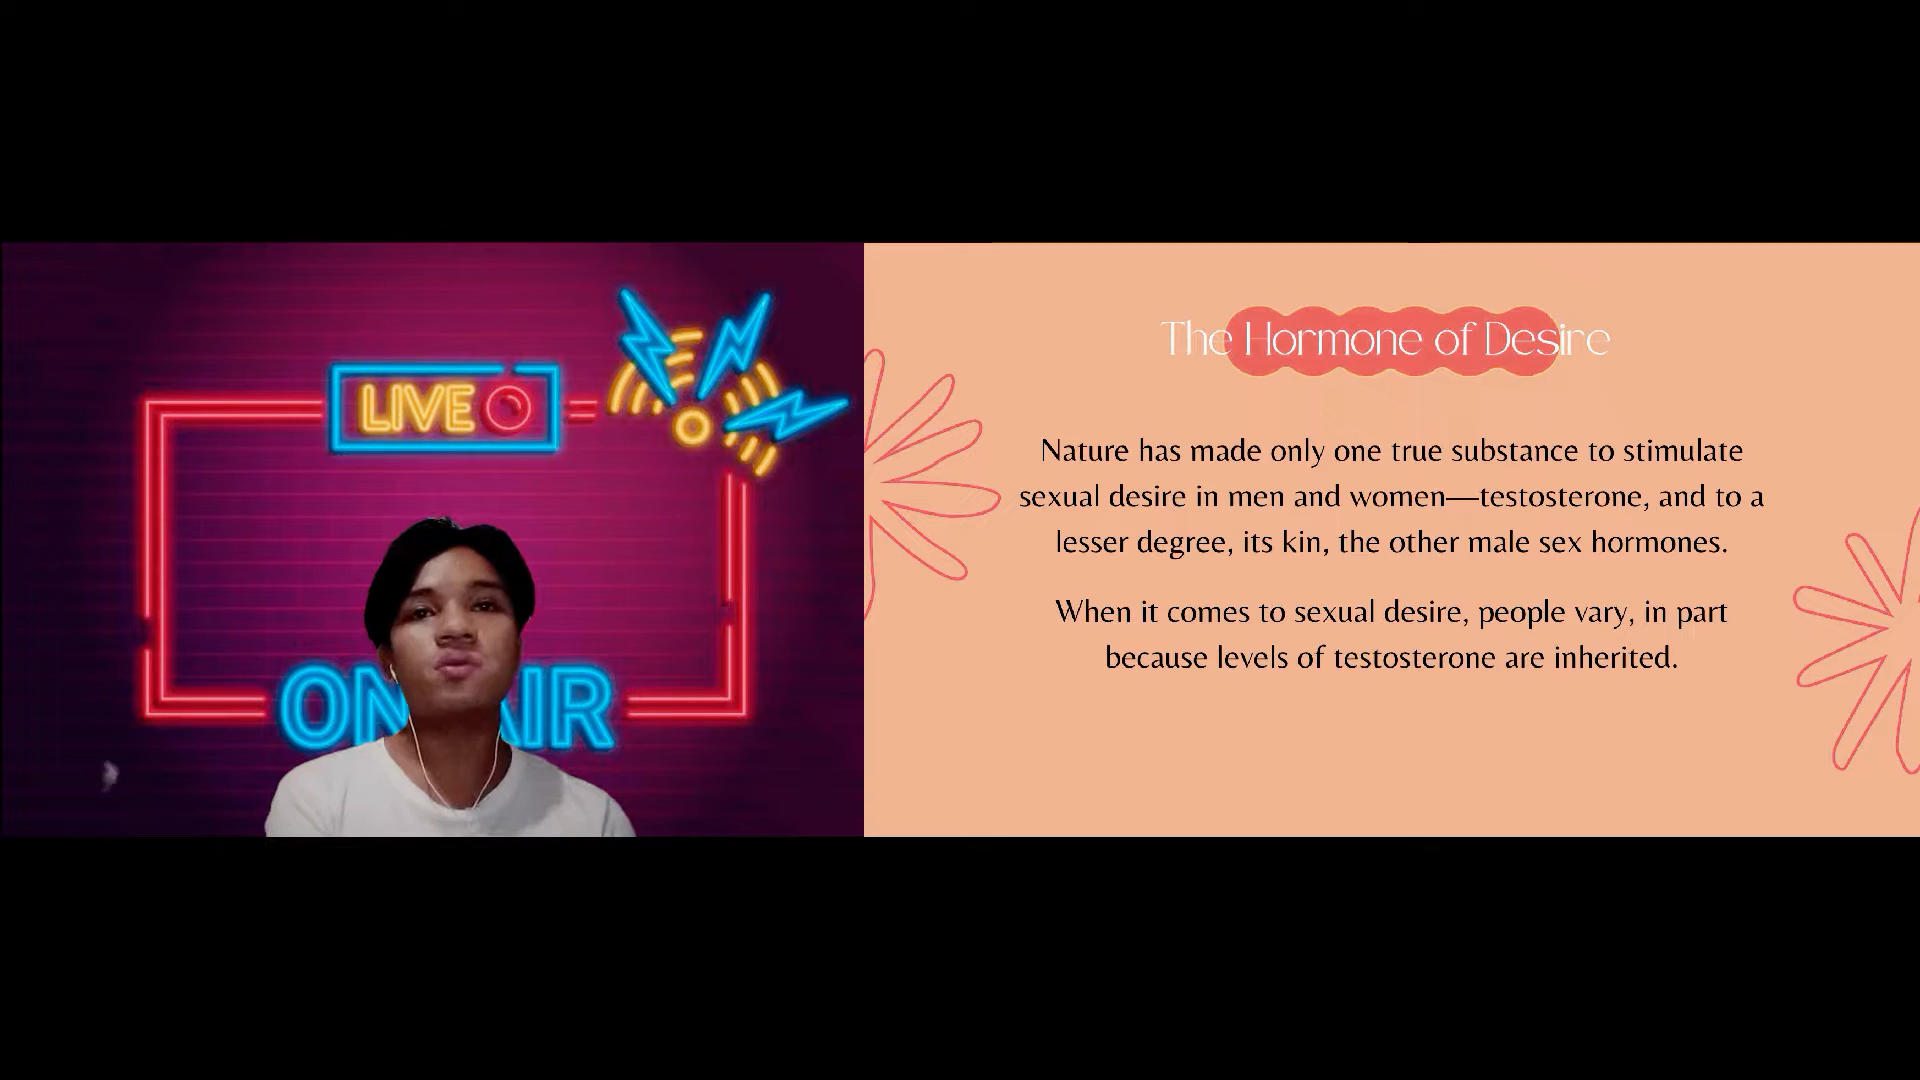 LIVE
ON AIR
The Hormone of Desire
Nature has made only one true substance to stimulate
sexual desire in men and women—testosterone, and to a
lesser degree, its kin, the other male sex hormones.
When it comes to sexual desire, people vary, in part
because levels of testosterone are inherited.